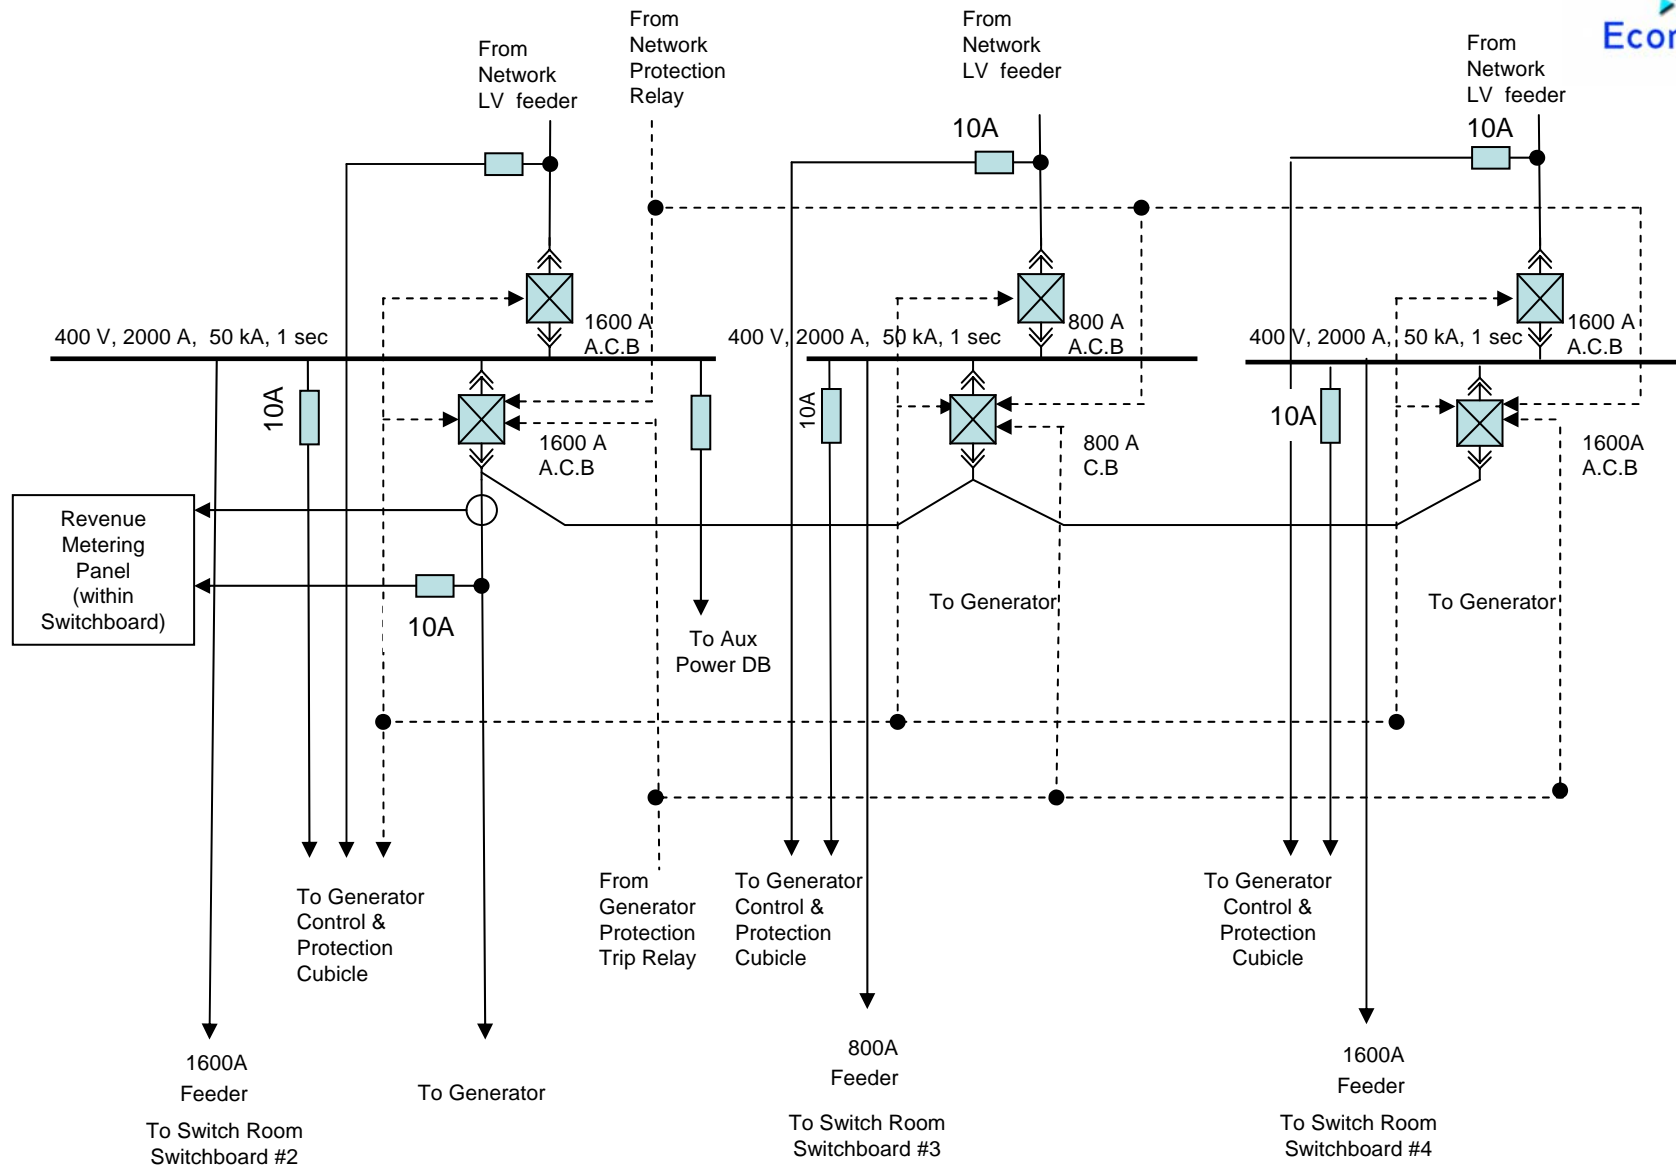 From
Network
LV feeder
From
Network
Protection
Relay
From
Network
LV feeder
From
Network
LV feeder
10A
10A
400 V, 2000 A, 50 kA, 1 sec
1600 A
A.C.B
400 V, 2000 A, 50 kA, 1 sec
800 A
A.C.B
400 V, 2000 A, 50 kA, 1 sec
1600 A
A.C.B
10A
1600 A
A.C.B
10A
800 A
C.B
10A
1600A
A.C.B
Revenue
Metering
Panel
(within
Switchboard)
10A
To Aux
Power DB
To Generator
To Generator
To Generator
Control &
Protection
Cubicle
From
Generator
Protection
Trip Relay
To Generator
Control &
Protection
Cubicle
To Generator
Control &
Protection
Cubicle
1600A
Feeder
To Switch Room
Switchboard #2
To Generator
800A
Feeder
To Switch Room
Switchboard #3
1600A
Feeder
To Switch Room
Switchboard #4